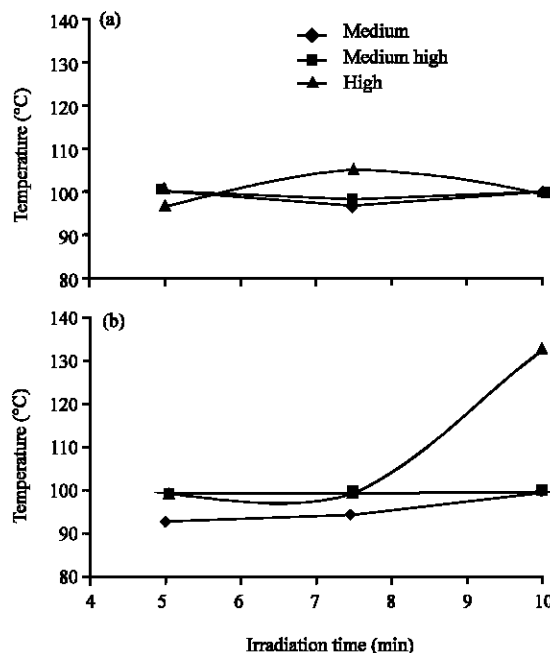 (a)
Medium
Medium high
High
Temperature (°C)
140
130
120
110
100
90
80
(b)
Temperature (°C)
140
130
120
110
100
90
80
4 5 6 7 8 9 10
Irradiation time (min)